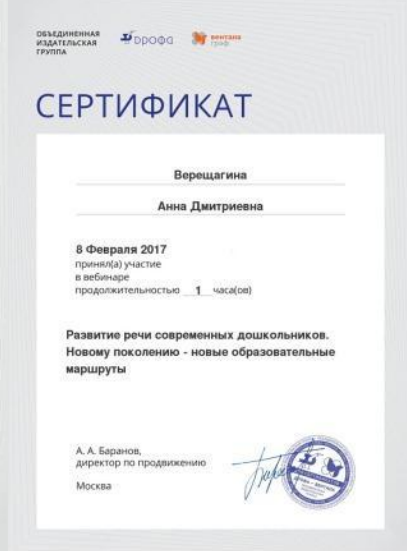 ОБЪЕДИНЕННАЯ
ИЗДАТЕЛЬСКАЯ
ГРУППА
дрофа
вентана
граф
СЕРТИФИКАТ
Верещагина
Анна Дмитриевна
8 Февраля 2017
принял(а) участие
в вебинаре
продолжительностью 1 часа(ов)
Развитие речи современных дошкольников.
Новому поколению - новые образовательные
маршруты
А. А. Баранов,
директор по продвижению
Москва